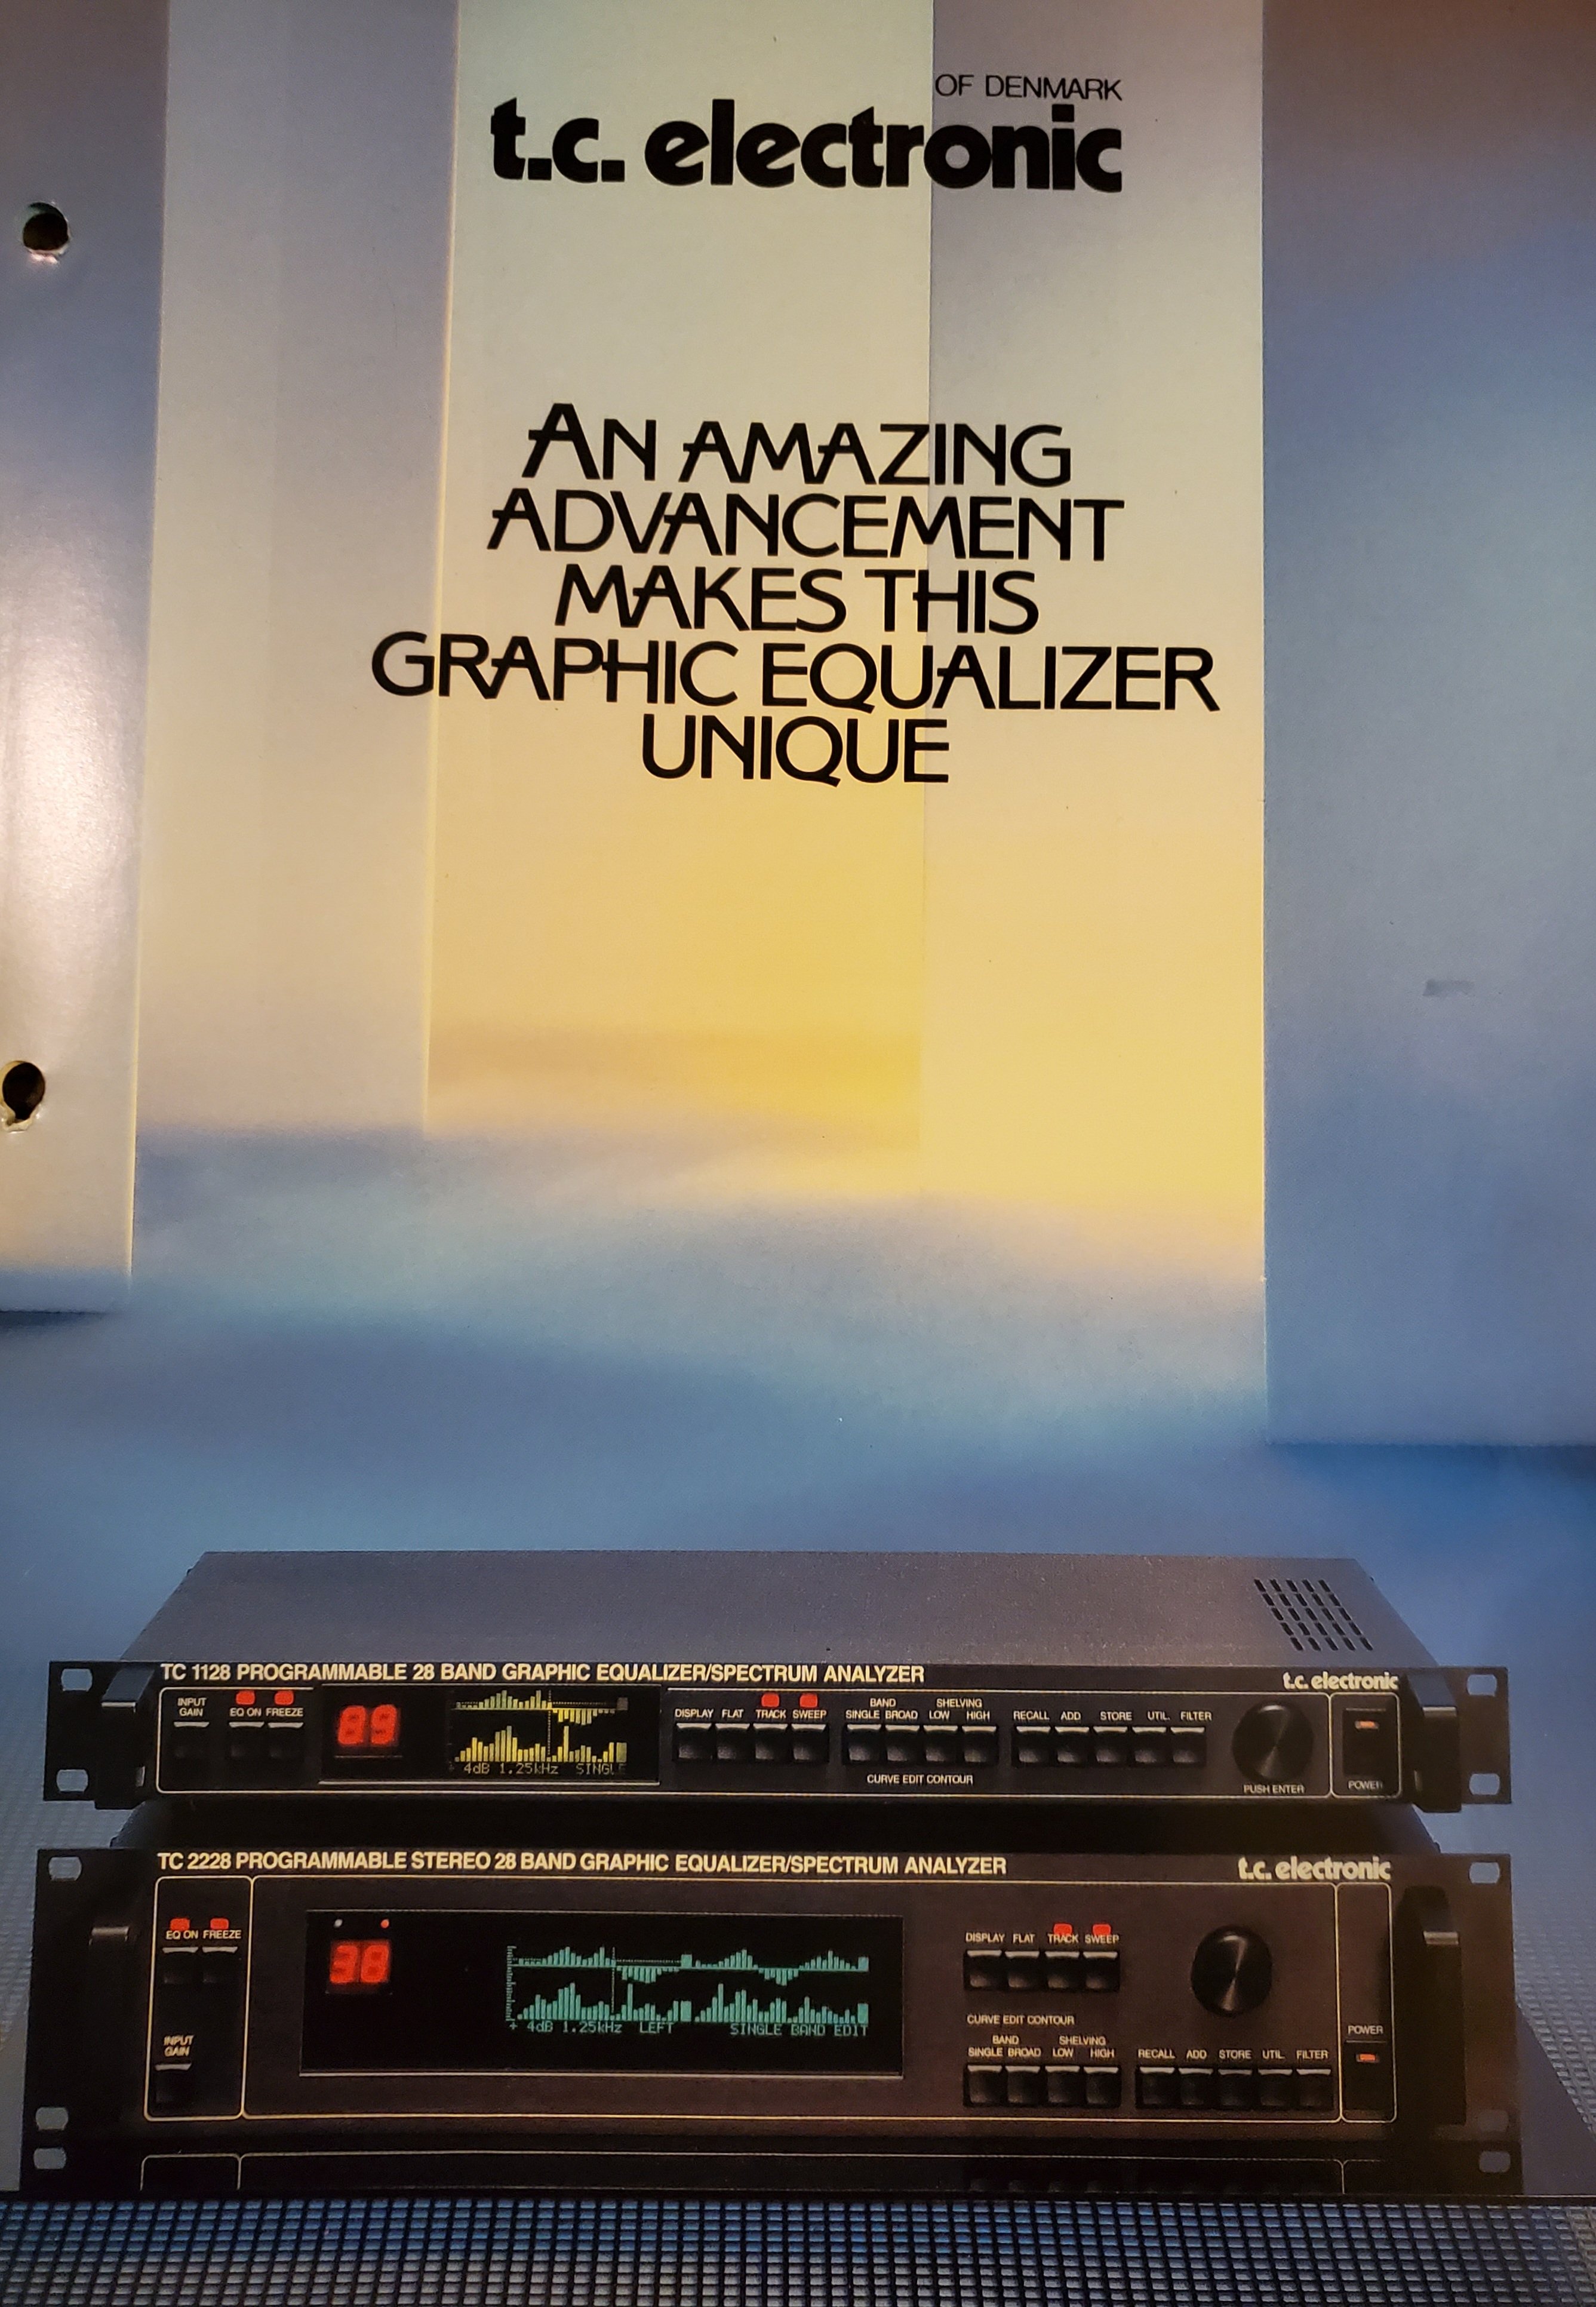 OF DENMARK
t.c. electronic
AN AMAZING
ADVANCEMENT
MAKES THIS
GRAPHIC EQUALIZER
UNIQUE
TC 1128 PROGRAMMABLE 28 BAND GRAPHIC EQUALIZER/SPECTRUM ANALYZER
t.c. electronic
INPUT GAIN
EQ ON FREEZE
89
4dB 1.25kHz SINGLE
DISPLAY FLAT TRACK SWEEP
BAND SHELVING
SINGLE BROAD LOW HIGH
CURVE EDIT CONTOUR
RECALL ADD STORE UTIL. FILTER
PUSH ENTER
POWER
TC 2228 PROGRAMMABLE STEREO 28 BAND GRAPHIC EQUALIZER/SPECTRUM ANALYZER
t.c. electronic
EQ ON FREEZE
38
INPUT GAIN
+ 4dB 1.25kHz LEFT SINGLE BAND EDIT
DISPLAY FLAT TRACK SWEEP
CURVE EDIT CONTOUR
BAND SHELVING
SINGLE BROAD LOW HIGH
RECALL ADD STORE UTIL. FILTER
POWER